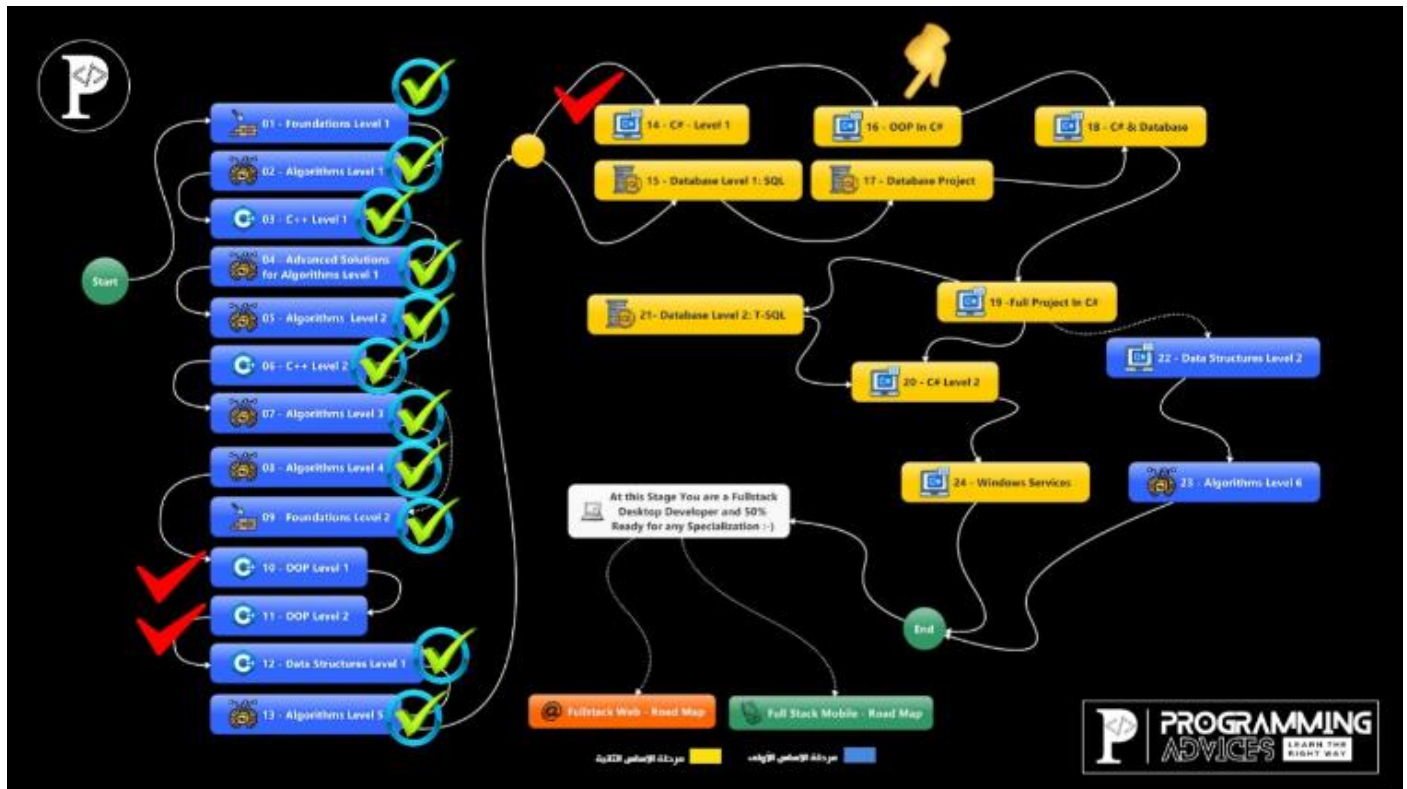 Start
01 - Foundations Level 1
02 - Algorithms Level 1
03 - C++ Level 1
04 - Advanced Solutions
for Algorithms Level 1
05 - Algorithms Level 2
06 - C++ Level 2
07 - Algorithms Level 3
08 - Algorithms Level 4
09 - Foundations Level 2
10 - OOP Level 1
11 - OOP Level 2
12 - Data Structures Level 1
13 - Algorithms Level 5
14 - C# - Level 1
16 - OOP In C#
18 - C# & Database
15 - Database Level 1: SQL
17 - Database Project
19 -Full Project In C#
21- Database Level 2: T-SQL
22 - Data Structures Level 2
20 - C# Level 2
24 - Windows Services
23 - Algorithms Level 6
At this Stage You are a Fullstack
Desktop Developer and 50%
Ready for any Specialization :-)
End
Fullstack Web - Road Map
Full Stack Mobile - Road Map
مرحلة الإساس الأولى
مرحلة الإساس الثانية
PROGRAMMING
ADVICES
LEARN THE
RIGHT WAY